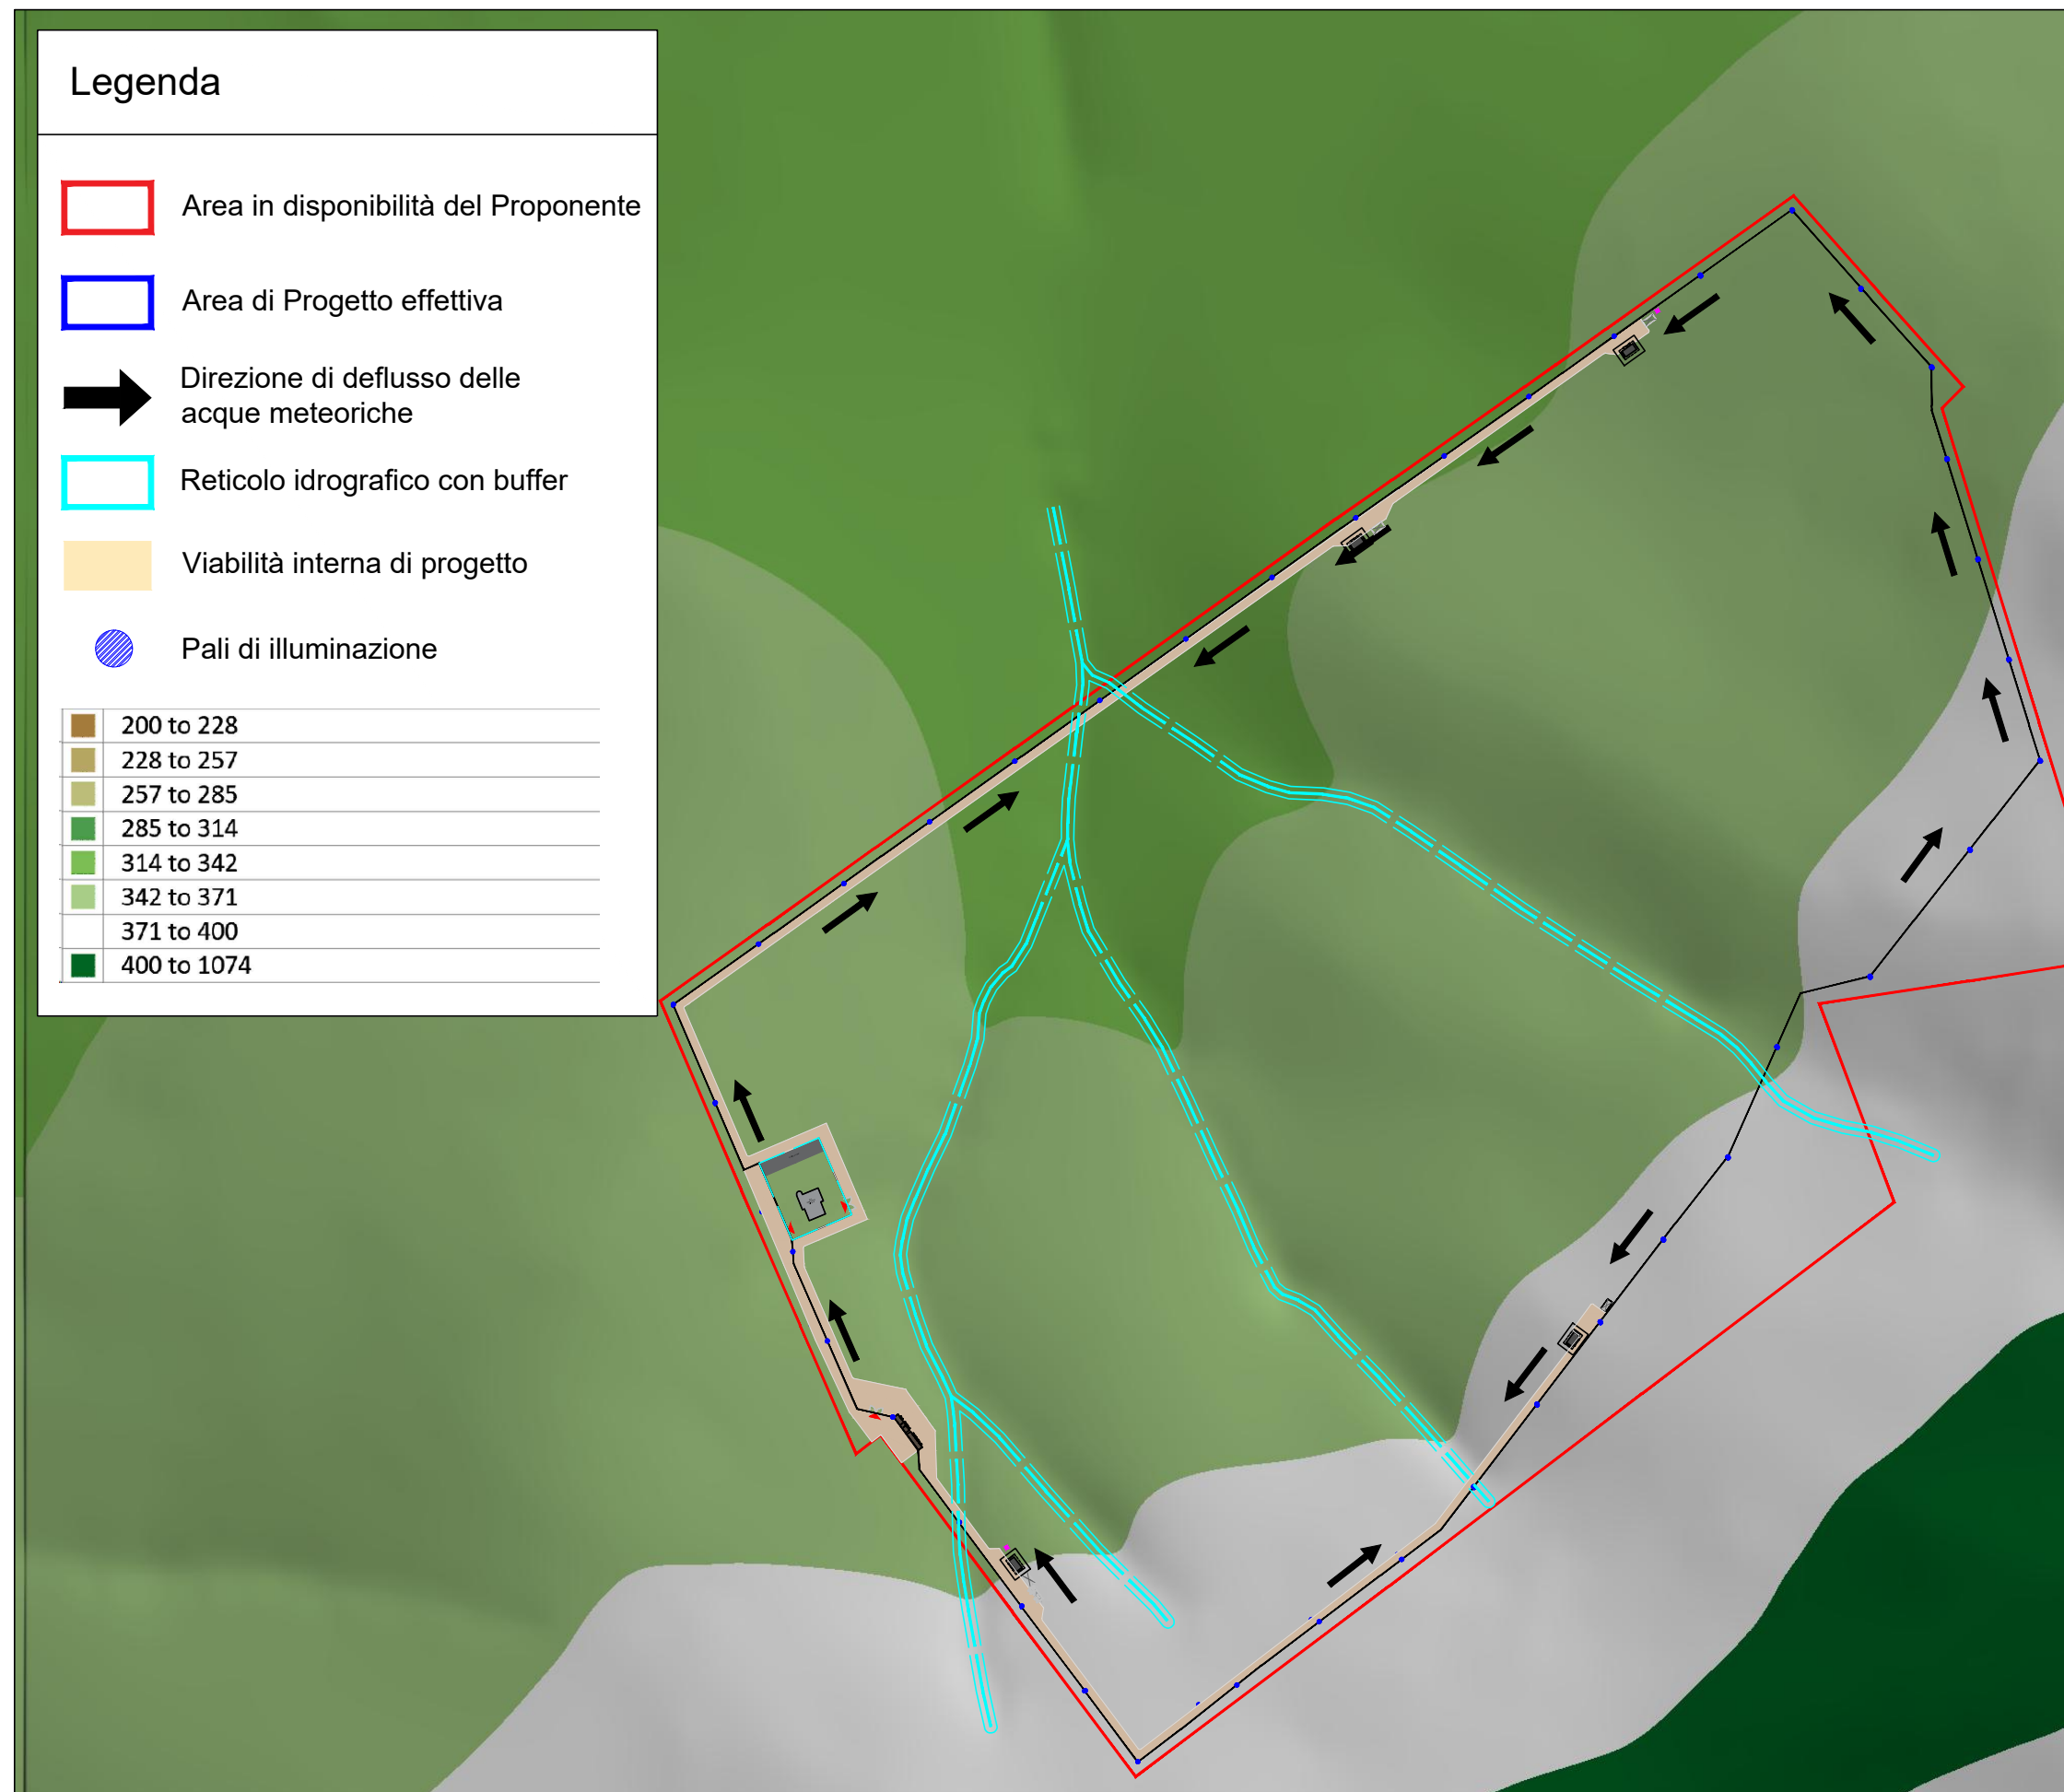 Legenda
Area in disponibilità del Proponente
Area di Progetto effettiva
Direzione di deflusso delle
acque meteoriche
Reticolo idrografico con buffer
Viabilità interna di progetto
Pali di illuminazione
200 to 228
228 to 257
257 to 285
285 to 314
314 to 342
342 to 371
371 to 400
400 to 1074